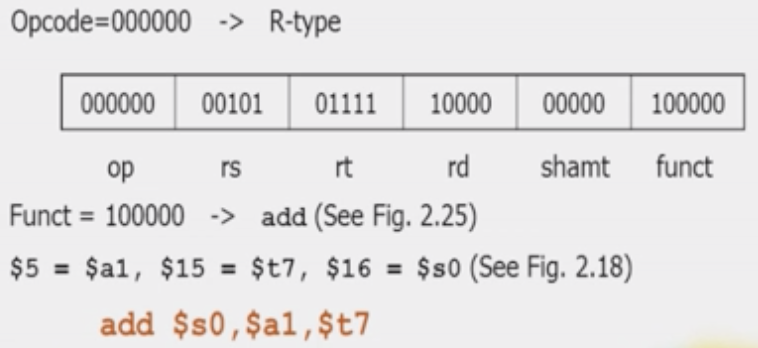 Opcode=000000 -> R-type
000000 00101 01111 10000 00000 100000
op rs rt rd shamt funct
Funct = 100000 -> add (See Fig. 2.25)
$5 = $a1, $15 = $t7, $16 = $s0 (See Fig. 2.18)
add $s0,$a1,$t7